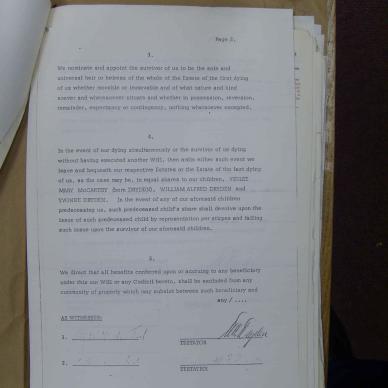 Page 2.
3.
We nominate and appoint the survivor of us to be the sole and
universal heir or heiress of the whole of the Estate of the first dying
of us whether movable or immovable and of what nature and kind
soever and wheresoever situate and whether in possession, reversion,
remainder, expectancy or contingency, nothing whatsoever excepted.
4.
In the event of our dying simultaneously or the survivor of us dying
without having executed another Will, then and in either such event we
leave and bequeath our respective Estates or the Estate of the last dying
of us, as the case may be, in equal shares to our children, VIOLET
MARY McCARTHY (born DRYDEN), WILLIAM ALFRED DRYDEN and
YVONNE DRYDEN. In the event of any of our aforesaid children
predeceasing us, such predeceased child's share shall devolve upon the
issue of such predeceased child by representation per stirpes and failing
such issue upon the survivor of our aforesaid children.
5.
We direct that all benefits conferred upon or accruing to any beneficiary
under this our Will or any Codicil herein, shall be excluded from any
community of property which may subsist between such beneficiary and
any/....
AS WITNESSES:
1.
TESTATOR
2.
TESTATRIX